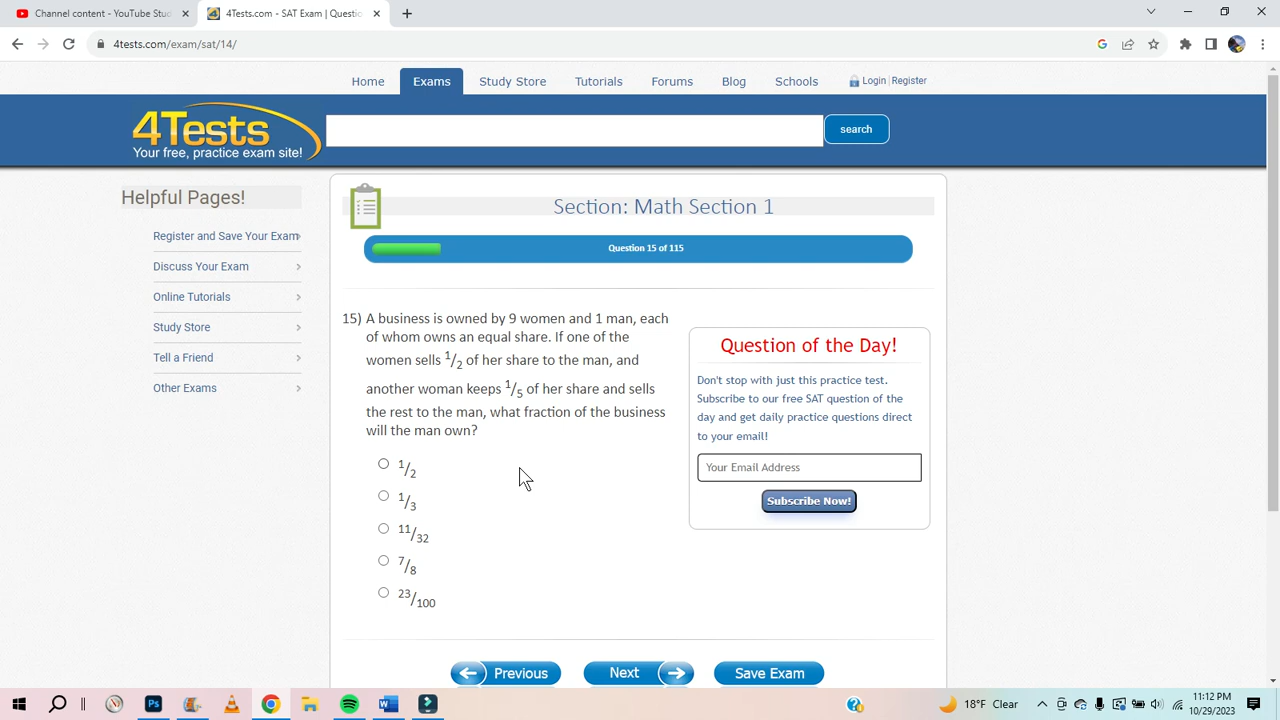 Channel content - YouTube Stud
4Tests.com - SAT Exam | Questio
4tests.com/exam/sat/14/
Home
Exams
Study Store
Tutorials
Forums
Blog
Schools
Login
Register
4Tests
Your free, practice exam site!
search
Helpful Pages!
Register and Save Your Exam
Discuss Your Exam
Online Tutorials
Study Store
Tell a Friend
Other Exams
Section: Math Section 1
Question 15 of 115
15) A business is owned by 9 women and 1 man, each
of whom owns an equal share. If one of the
women sells 1/2 of her share to the man, and
another woman keeps 1/5 of her share and sells
the rest to the man, what fraction of the business
will the man own?
1/2
1/3
11/32
7/8
23/100
Question of the Day!
Don't stop with just this practice test.
Subscribe to our free SAT question of the
day and get daily practice questions direct
to your email!
Your Email Address
Subscribe Now!
Previous
Next
Save Exam
Ps
W
18°F Clear
11:12 PM
10/29/2023